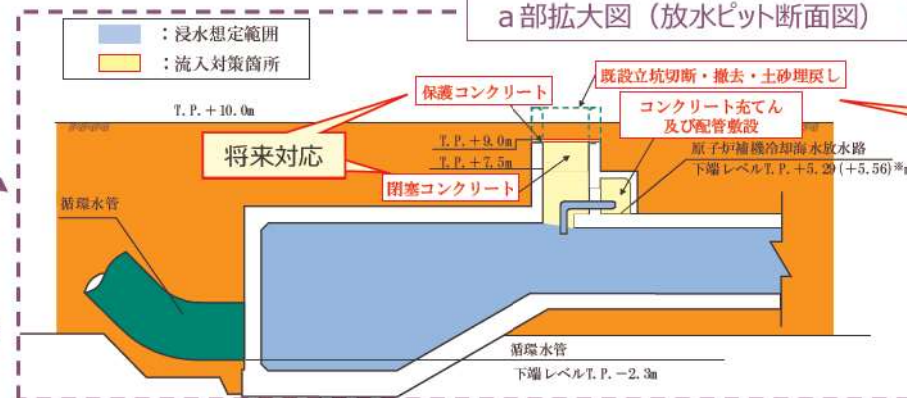 a部拡大図（放水ピット断面図）
：浸水想定範囲
：流入対策箇所
保護コンクリート
既設立坑切断・撤去・土砂埋戻し
T.P.+10.0m
コンクリート充てん
及び配管敷設
将来対応
T.P.+9.0m
T.P.+7.5m
原子炉補機冷却海水放水路
下端レベルT.P.+5.29(+5.56)※m
閉塞コンクリート
循環水管
循環水管
下端レベルT.P.-2.3m